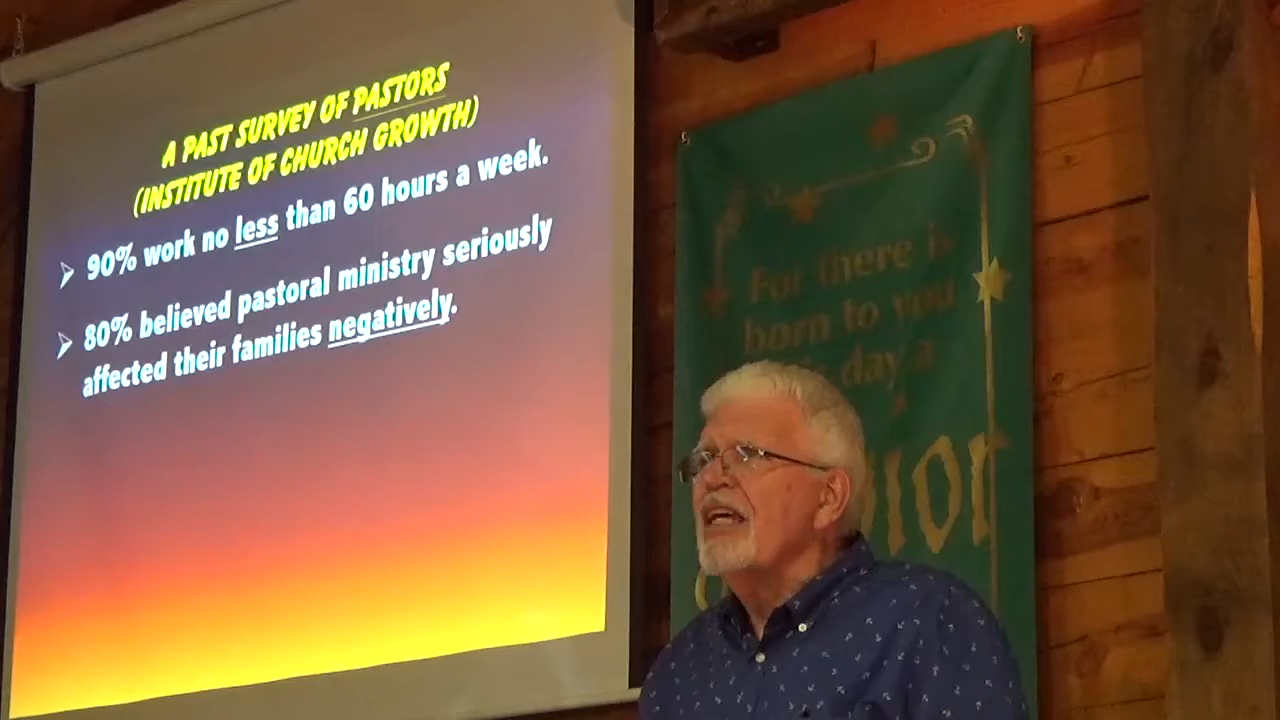 A PAST SURVEY OF PASTORS
(INSTITUTE OF CHURCH GROWTH)
90% work no less than 60 hours a week.
80% believed pastoral ministry seriously
affected their families negatively.
For there is
born to you
day a